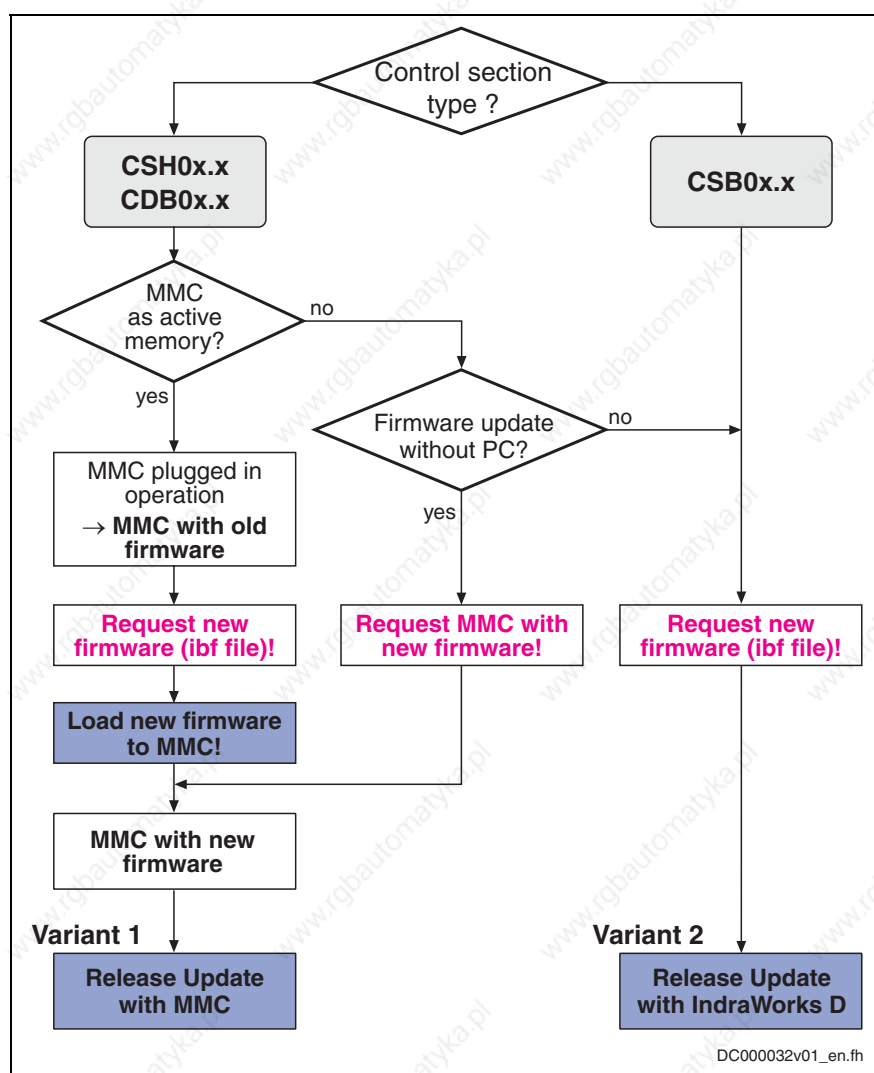 Control section
type ?
CSH0x.x
CDB0x.x
CSB0x.x
MMC
as active
memory?
no
yes
Firmware update
without PC?
no
yes
MMC plugged in
operation
→ MMC with old
firmware
Request new
firmware (ibf file)!
Request MMC with
new firmware!
Request new
firmware (ibf file)!
Load new firmware
to MMC!
MMC with new
firmware
Variant 1
Release Update
with MMC
Variant 2
Release Update
with IndraWorks D
DC000032v01_en.fh
www.rgbautomatyka.pl